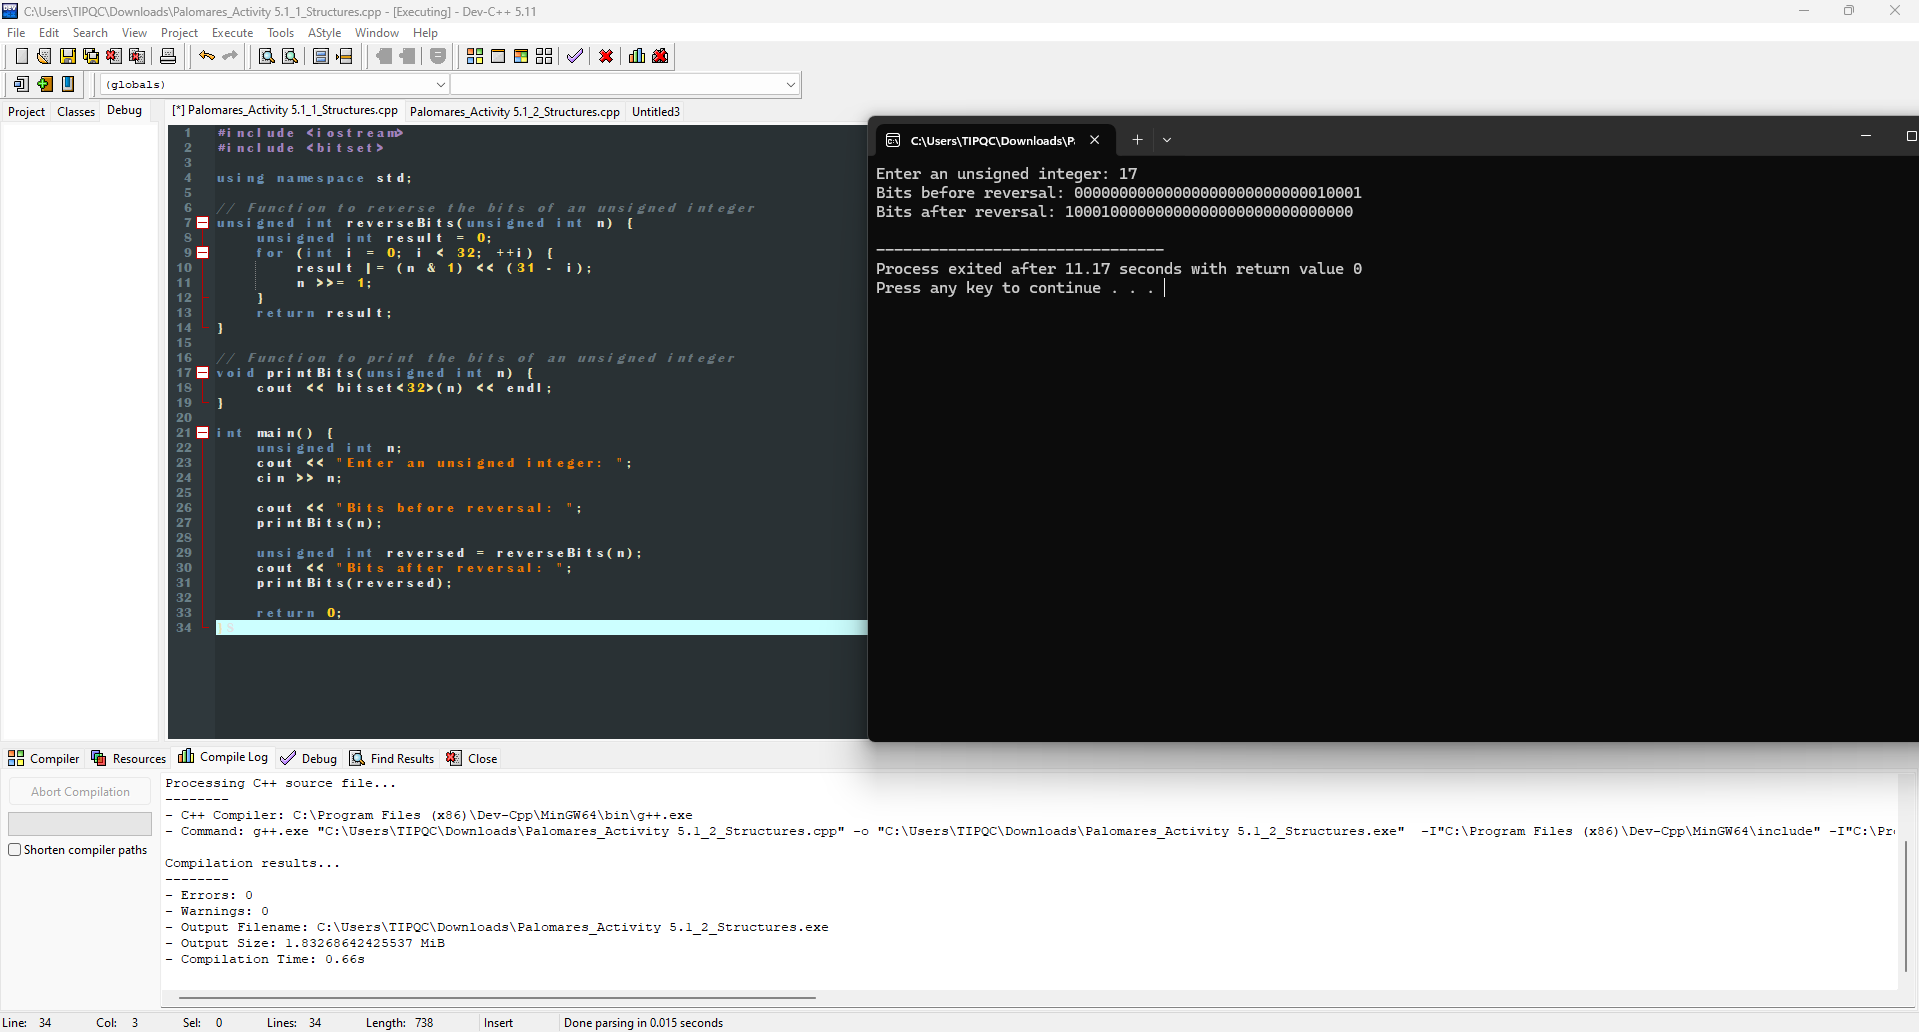 C:\Users\TIPQC\Downloads\Palomares_Activity 5.1_1_Structures.cpp - [Executing] - Dev-C++ 5.11
File Edit Search View Project Execute Tools AStyle Window Help
(globals)
Project Classes Debug
[*] Palomares_Activity 5.1_1_Structures.cpp Palomares_Activity 5.1_2_Structures.cpp Untitled3
1 #include <iostream>
2 #include <bitset>
3
4 using namespace std;
5
6 // Function to reverse the bits of an unsigned integer
7 unsigned int reverseBits(unsigned int n) {
8 unsigned int result = 0;
9 for (int i = 0; i < 32; ++i) {
10 result |= (n & 1) << (31 - i);
11 n >>= 1;
12 }
13 return result;
14 }
15
16 // Function to print the bits of an unsigned integer
17 void printBits(unsigned int n) {
18 cout << bitset<32>(n) << endl;
19 }
20
21 int main() {
22 unsigned int n;
23 cout << "Enter an unsigned integer: ";
24 cin >> n;
25
26 cout << "Bits before reversal: ";
27 printBits(n);
28
29 unsigned int reversed = reverseBits(n);
30 cout << "Bits after reversal: ";
31 printBits(reversed);
32
33 return 0;
34
C:\Users\TIPQC\Downloads\P
Enter an unsigned integer: 17
Bits before reversal: 00000000000000000000000000010001
Bits after reversal: 10001000000000000000000000000000
--------------------------------
Process exited after 11.17 seconds with return value 0
Press any key to continue . . .
Compiler Resources Compile Log Debug Find Results Close
Abort Compilation
Shorten compiler paths
Processing C++ source file...
--------
- C++ Compiler: C:\Program Files (x86)\Dev-Cpp\MinGW64\bin\g++.exe
- Command: g++.exe "C:\Users\TIPQC\Downloads\Palomares_Activity 5.1_2_Structures.cpp" -o "C:\Users\TIPQC\Downloads\Palomares_Activity 5.1_2_Structures.exe" -I"C:\Program Files (x86)\Dev-Cpp\MinGW64\include" -I"C:\Pr
Compilation results...
--------
- Errors: 0
- Warnings: 0
- Output Filename: C:\Users\TIPQC\Downloads\Palomares_Activity 5.1_2_Structures.exe
- Output Size: 1.83268642425537 MiB
- Compilation Time: 0.66s
Line: 34 Col: 3 Sel: 0 Lines: 34 Length: 738 Insert Done parsing in 0.015 seconds